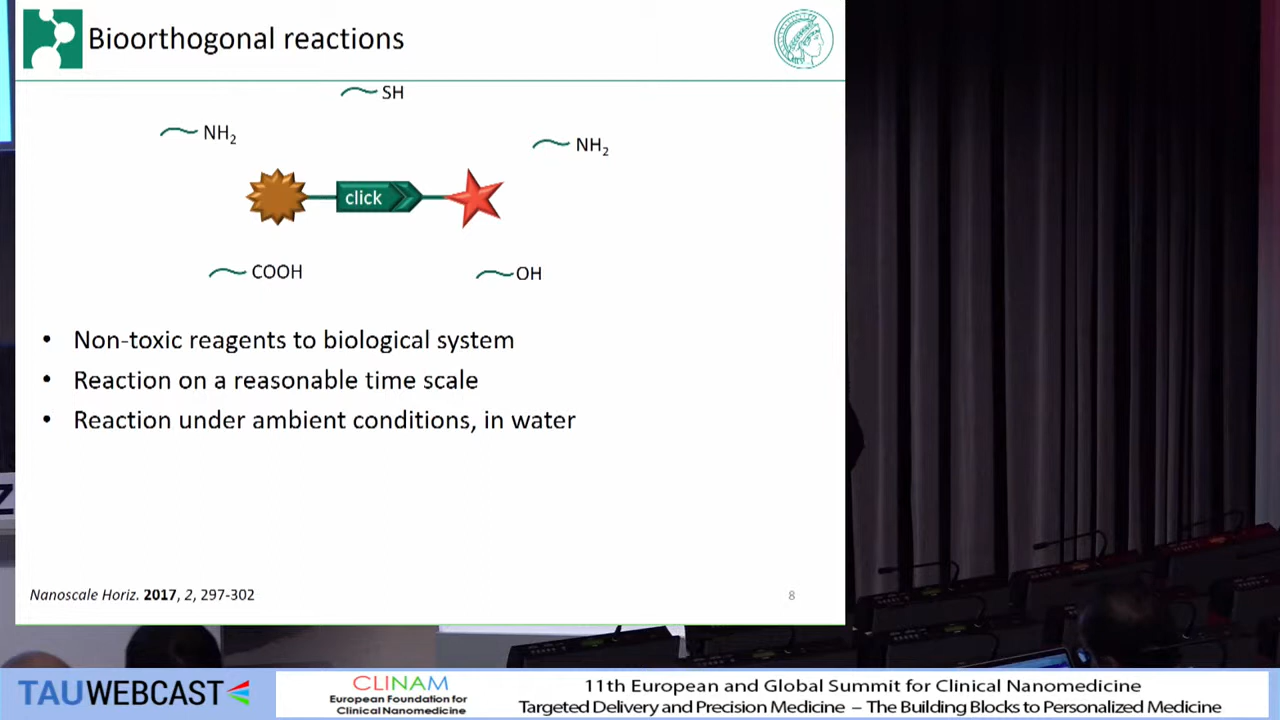 Bioorthogonal reactions
SH
NH2
NH2
click
COOH
OH
• Non-toxic reagents to biological system
• Reaction on a reasonable time scale
• Reaction under ambient conditions, in water
Nanoscale Horiz. 2017, 2, 297-302
8
Z
TAUWEBCAST
CLINAM
European Foundation for
Clinical Nanomedicine
11th European and Global Summit for Clinical Nanomedicine
Targeted Delivery and Precision Medicine – The Building Blocks to Personalized Medicine